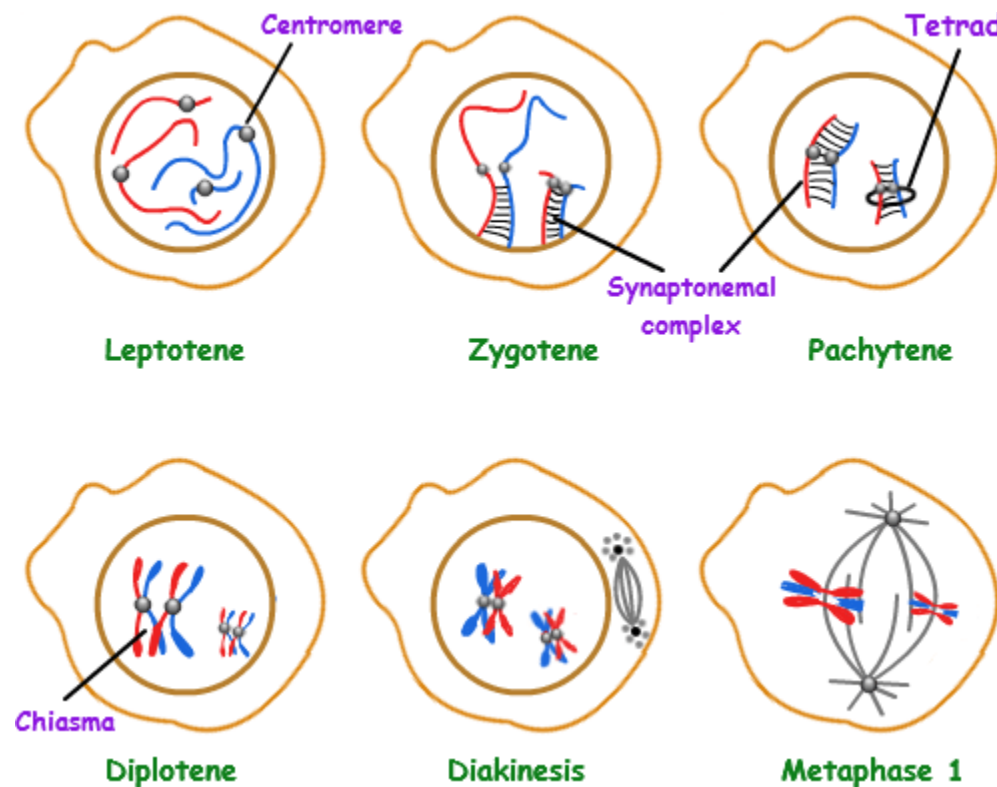 Centromere
Tetrad
Synaptonemal
complex
Leptotene
Zygotene
Pachytene
Chiasma
Diplotene
Diakinesis
Metaphase 1